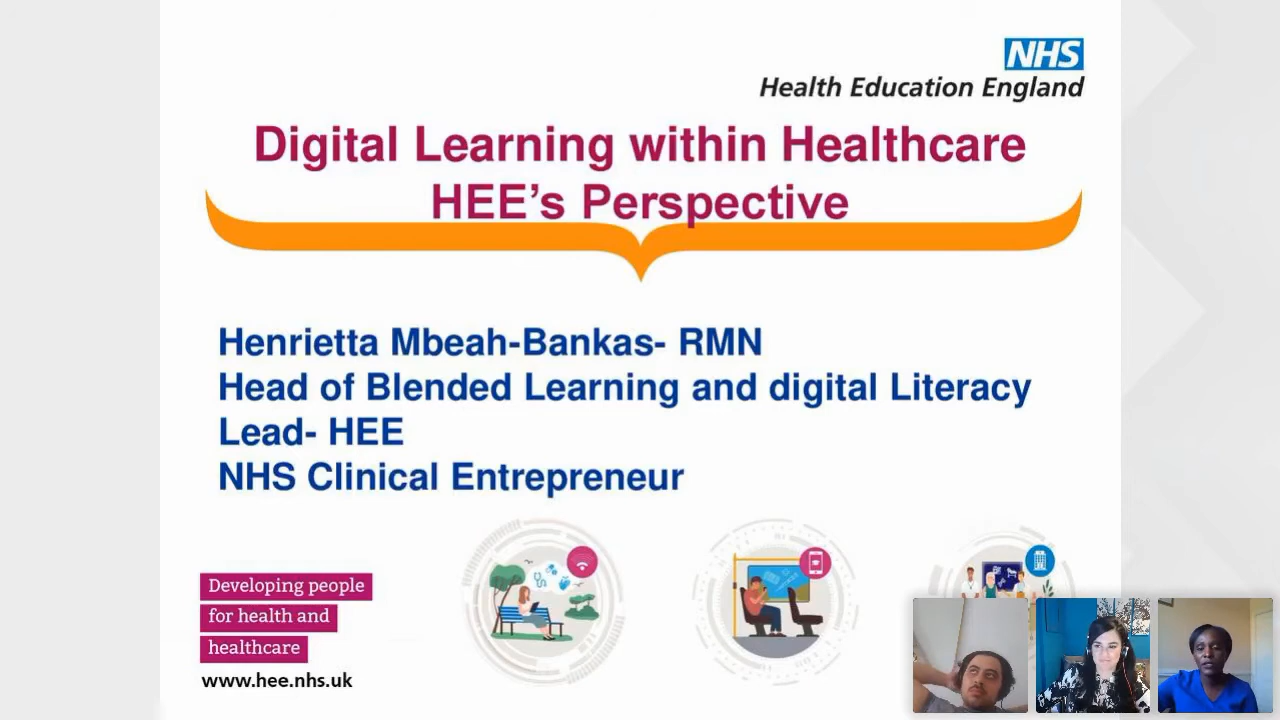 NHS
Health Education England
Digital Learning within Healthcare
HEE’s Perspective
Henrietta Mbeah-Bankas- RMN
Head of Blended Learning and digital Literacy
Lead- HEE
NHS Clinical Entrepreneur
Developing people
for health and
healthcare
www.hee.nhs.uk